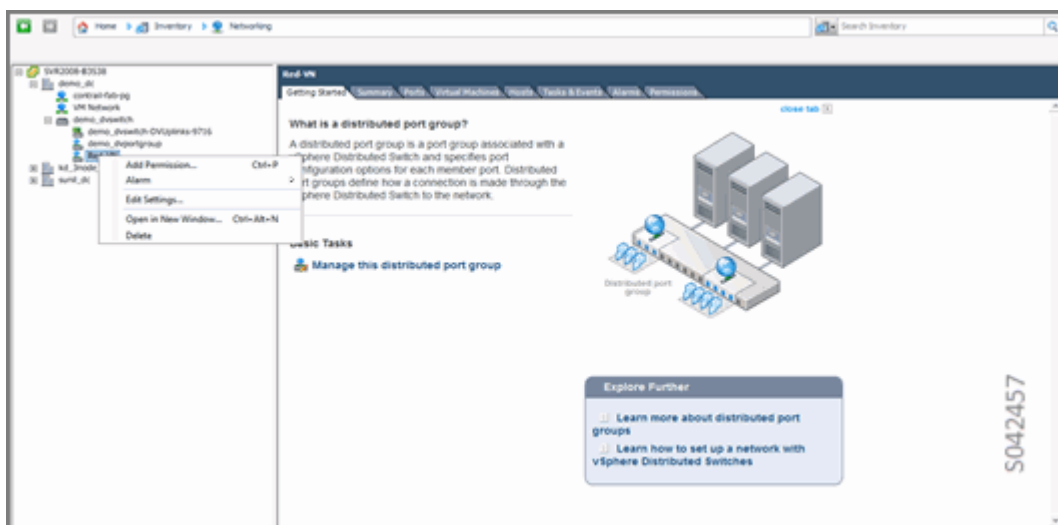 Home Inventory Networking Search Inventory
SVR2008-B3S38
demo_dc
contrail-fab-pg
VM Network
demo_dvswitch
demo_dvswitch-DVUplinks-9716
demo_dvportgroup
Red-VN
sunil_dc
Add Permission... Ctrl+P
Alarm
Edit Settings...
Open in New Window... Ctrl+Alt+N
Delete
Red-VN
Getting Started Summary Ports Virtual Machines Hosts Tasks & Events Alarms Permissions
close tab
What is a distributed port group?
A distributed port group is a port associated with a
vSphere Distributed Switch and specifies port
configuration options for each member port. Distributed
port groups define how a connection is made through the
vSphere Distributed Switch to the network.
Basic Tasks
Manage this distributed port group
Distributed port
group
Explore Further
Learn more about distributed port
groups
Learn how to set up a network with
vSphere Distributed Switches
S042457